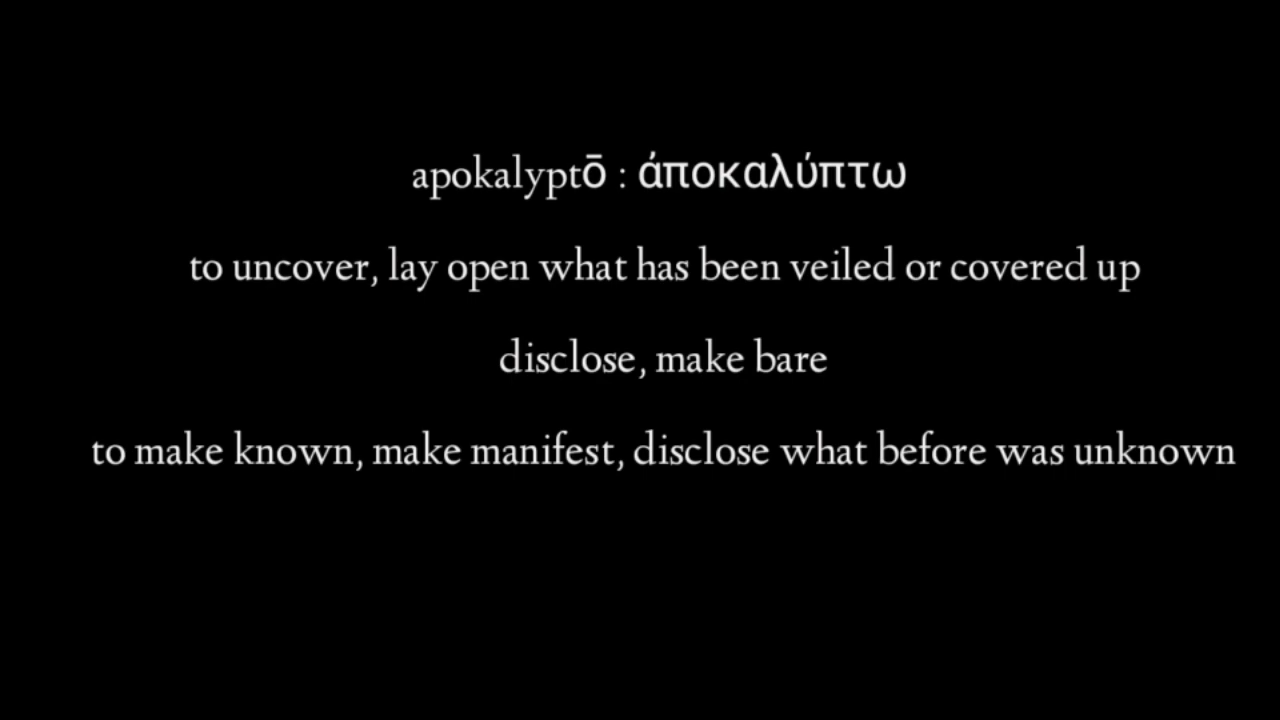 apokalyptō : ἀποκαλύπτω
to uncover, lay open what has been veiled or covered up
disclose, make bare
to make known, make manifest, disclose what before was unknown